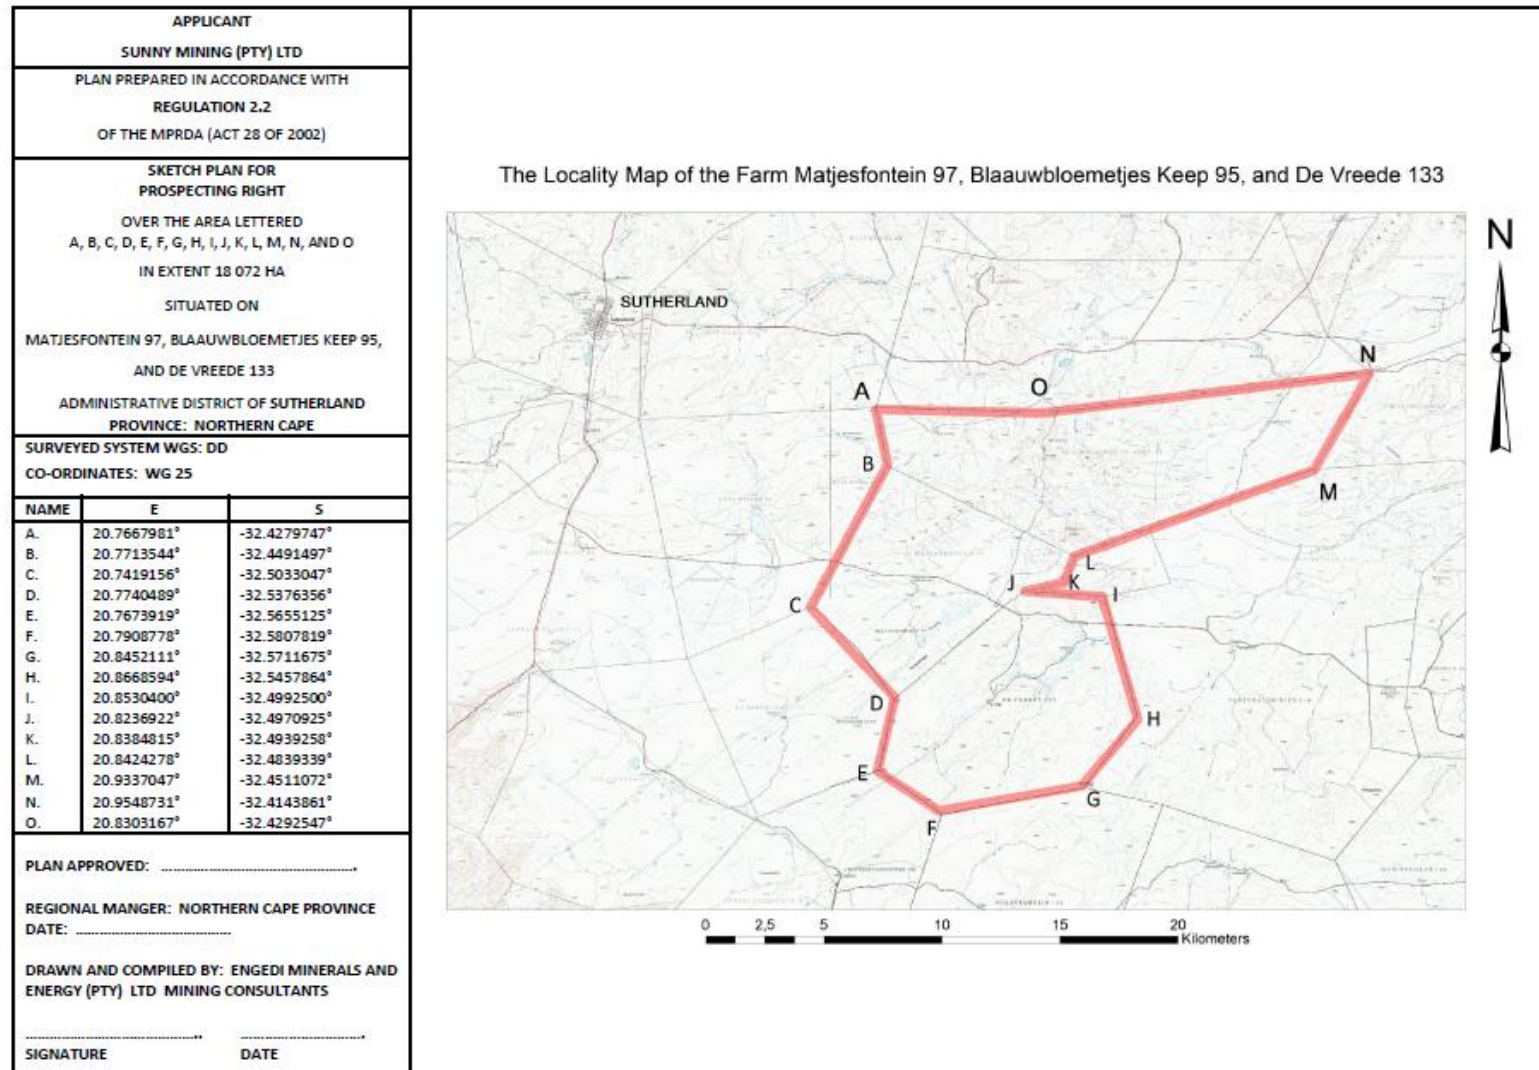 APPLICANT
SUNNY MINING (PTY) LTD
PLAN PREPARED IN ACCORDANCE WITH
REGULATION 2.2
OF THE MPRDA (ACT 28 OF 2002)
SKETCH PLAN FOR
PROSPECTING RIGHT
OVER THE AREA LETTERED
A, B, C, D, E, F, G, H, I, J, K, L, M, N, AND O
IN EXTENT 18 072 HA
SITUATED ON
MATJESFONTEIN 97, BLAAUWBLOEMETJES KEEP 95,
AND DE VREEDE 133
ADMINISTRATIVE DISTRICT OF SUTHERLAND
PROVINCE: NORTHERN CAPE
SURVEYED SYSTEM WGS: DD
CO-ORDINATES: WG 25
NAME E S
A. 20.7667981° -32.4279747°
B. 20.7713544° -32.4491497°
C. 20.7419156° -32.5033047°
D. 20.7740489° -32.5376356°
E. 20.7673919° -32.5655125°
F. 20.7908778° -32.5807819°
G. 20.8452111° -32.5711675°
H. 20.8668594° -32.5457864°
I. 20.8530400° -32.4992500°
J. 20.8236922° -32.4970925°
K. 20.8384815° -32.4939258°
L. 20.8424278° -32.4839339°
M. 20.9337047° -32.4511072°
N. 20.9548731° -32.4143861°
O. 20.8303167° -32.4292547°
PLAN APPROVED: ..............................................
REGIONAL MANGER: NORTHERN CAPE PROVINCE
DATE: .....................................
DRAWN AND COMPILED BY: ENGEDI MINERALS AND
ENERGY (PTY) LTD MINING CONSULTANTS
SIGNATURE DATE
The Locality Map of the Farm Matjesfontein 97, Blaauwbloemetjes Keep 95, and De Vreede 133
N
SUTHERLAND
N
A
O
B
M
L
K
J
I
C
D
H
E
G
F
0 2,5 5 10 15 20
Kilometers